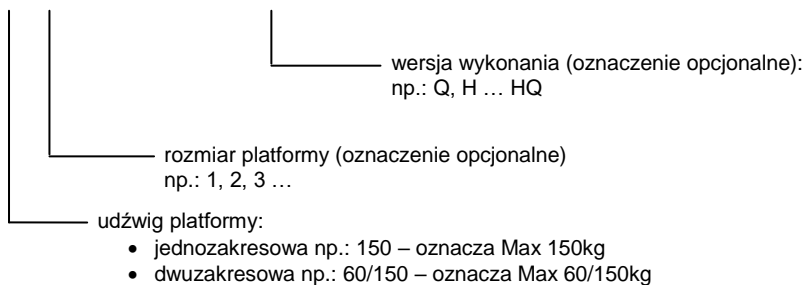 wersja wykonania (oznaczenie opcjonalne):
np.: Q, H … HQ
rozmiar platformy (oznaczenie opcjonalne)
np.: 1, 2, 3 …
udźwig platformy:
• jednozakresowa np.: 150 – oznacza Max 150kg
• dwuzakresowa np.: 60/150 – oznacza Max 60/150kg